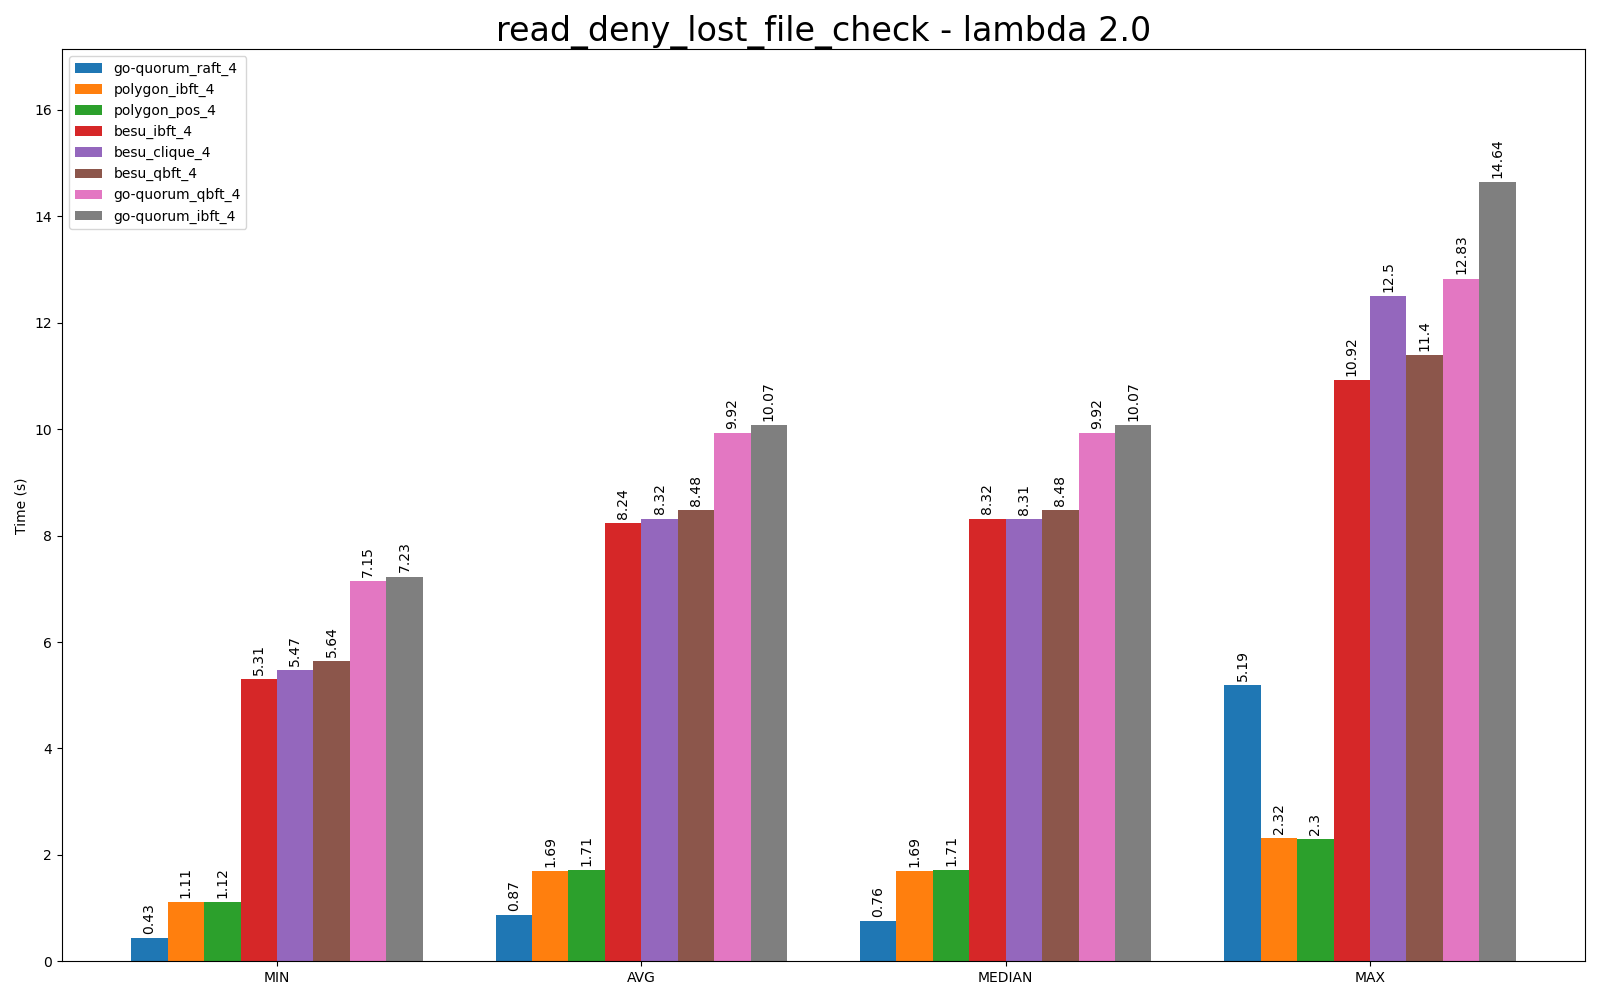 read_deny_lost_file_check - lambda 2.0
go-quorum_raft_4
polygon_ibft_4
polygon_pos_4
besu_ibft_4
besu_clique_4
besu_qbft_4
go-quorum_qbft_4
go-quorum_ibft_4
Time (s)
16
14
12
10
8
6
4
2
0
0.43
1.11
1.12
5.31
5.47
5.64
7.15
7.23
0.87
1.69
1.71
8.24
8.32
8.48
9.92
10.07
0.76
1.69
1.71
8.32
8.31
8.48
9.92
10.07
5.19
2.32
2.3
10.92
12.5
11.4
12.83
14.64
MIN
AVG
MEDIAN
MAX